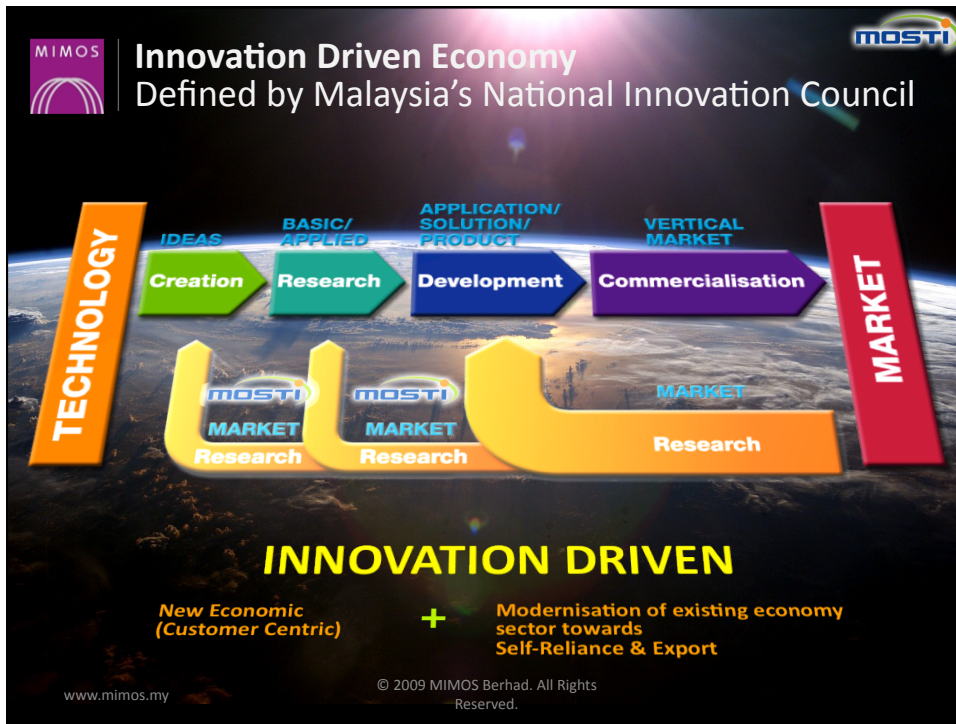 MIMOS
mosti
Innovation Driven Economy
Defined by Malaysia's National Innovation Council
TECHNOLOGY
IDEAS
Creation
BASIC/
APPLIED
Research
APPLICATION/
SOLUTION/
PRODUCT
Development
VERTICAL
MARKET
Commercialisation
MARKET
mosti
MARKET
Research
mosti
MARKET
Research
MARKET
Research
INNOVATION DRIVEN
New Economic
(Customer Centric)
+
Modernisation of existing economy
sector towards
Self-Reliance & Export
www.mimos.my
© 2009 MIMOS Berhad. All Rights
Reserved.